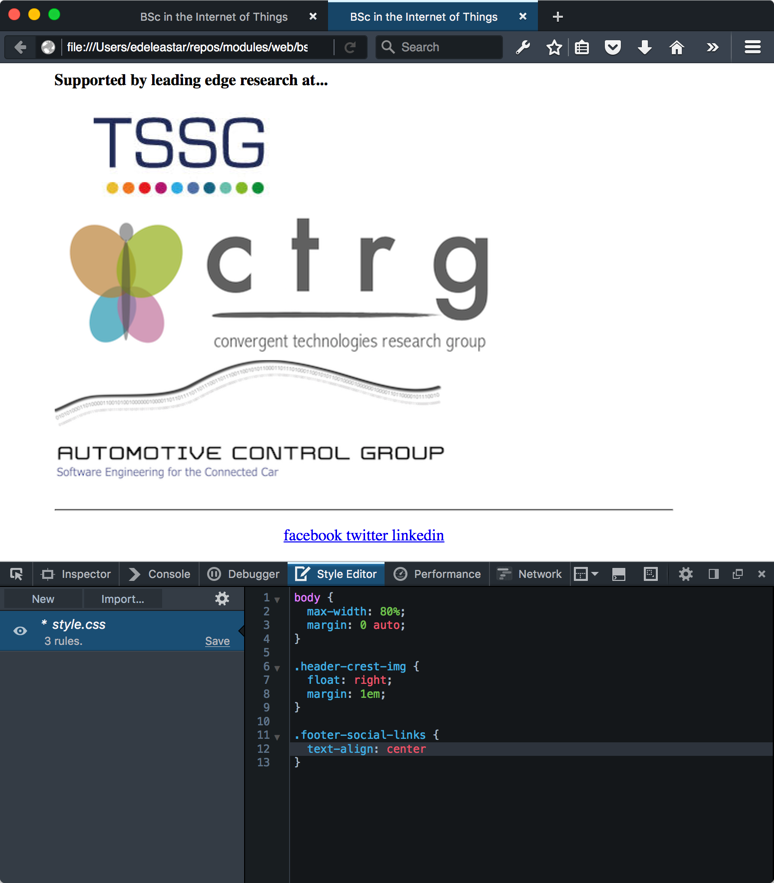 BSc in the Internet of Things × BSc in the Internet of Things × +
file:///Users/edeleastar/repos/modules/web/bs Search
Supported by leading edge research at...
TSSG
ctrg
convergent technologies research group
AUTOMOTIVE CONTROL GROUP
Software Engineering for the Connected Car
facebook twitter linkedin
Inspector Console Debugger Style Editor Performance Network
New Import...
* style.css
3 rules. Save
1 body {
2 max-width: 80%;
3 margin: 0 auto;
4 }
5
6 .header-crest-img {
7 float: right;
8 margin: 1em;
9 }
10
11 .footer-social-links {
12 text-align: center
13 }